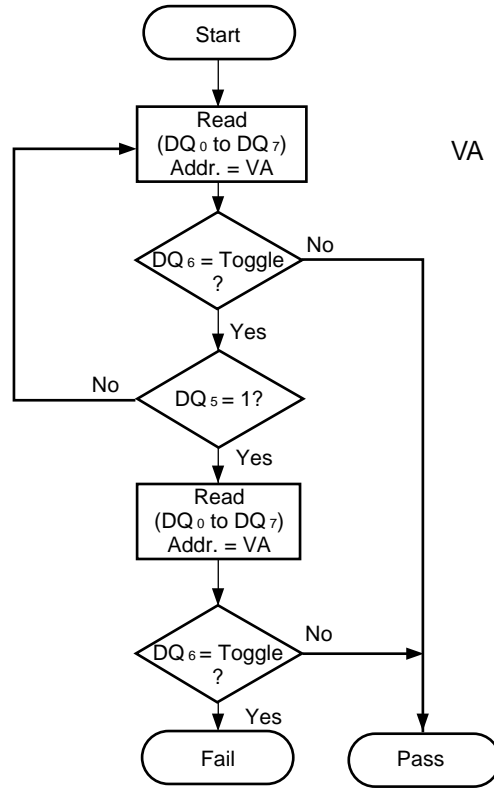 Start
Read
(DQ0 to DQ7)
Addr. = VA
VA
DQ6 = Toggle
?
No
Yes
No
DQ5 = 1?
Yes
Read
(DQ0 to DQ7)
Addr. = VA
No
DQ6 = Toggle
?
Yes
Fail
Pass